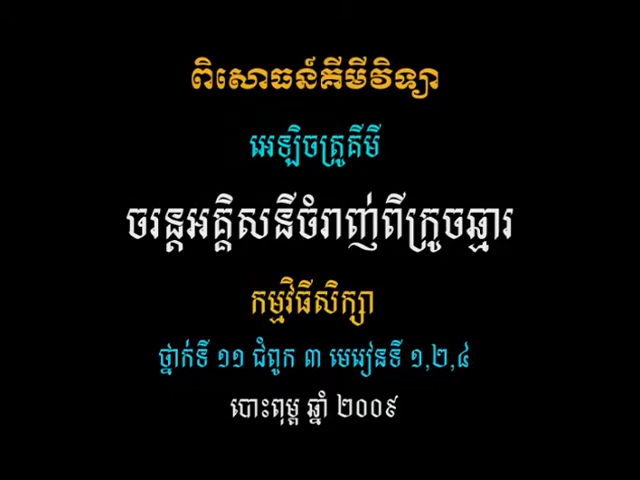 ពិសោធន៍គីមីវិទ្យា
អេឡិចត្រូគីមី
ចរន្តអគ្គិសនីចំរាញ់ពីក្រូចឆ្មារ
កម្មវិធីសិក្សា
ថ្នាក់ទី ១១ ជំពូក ៣ មេរៀនទី ១,២,៤
បោះពុម្ព ឆ្នាំ ២០០៩